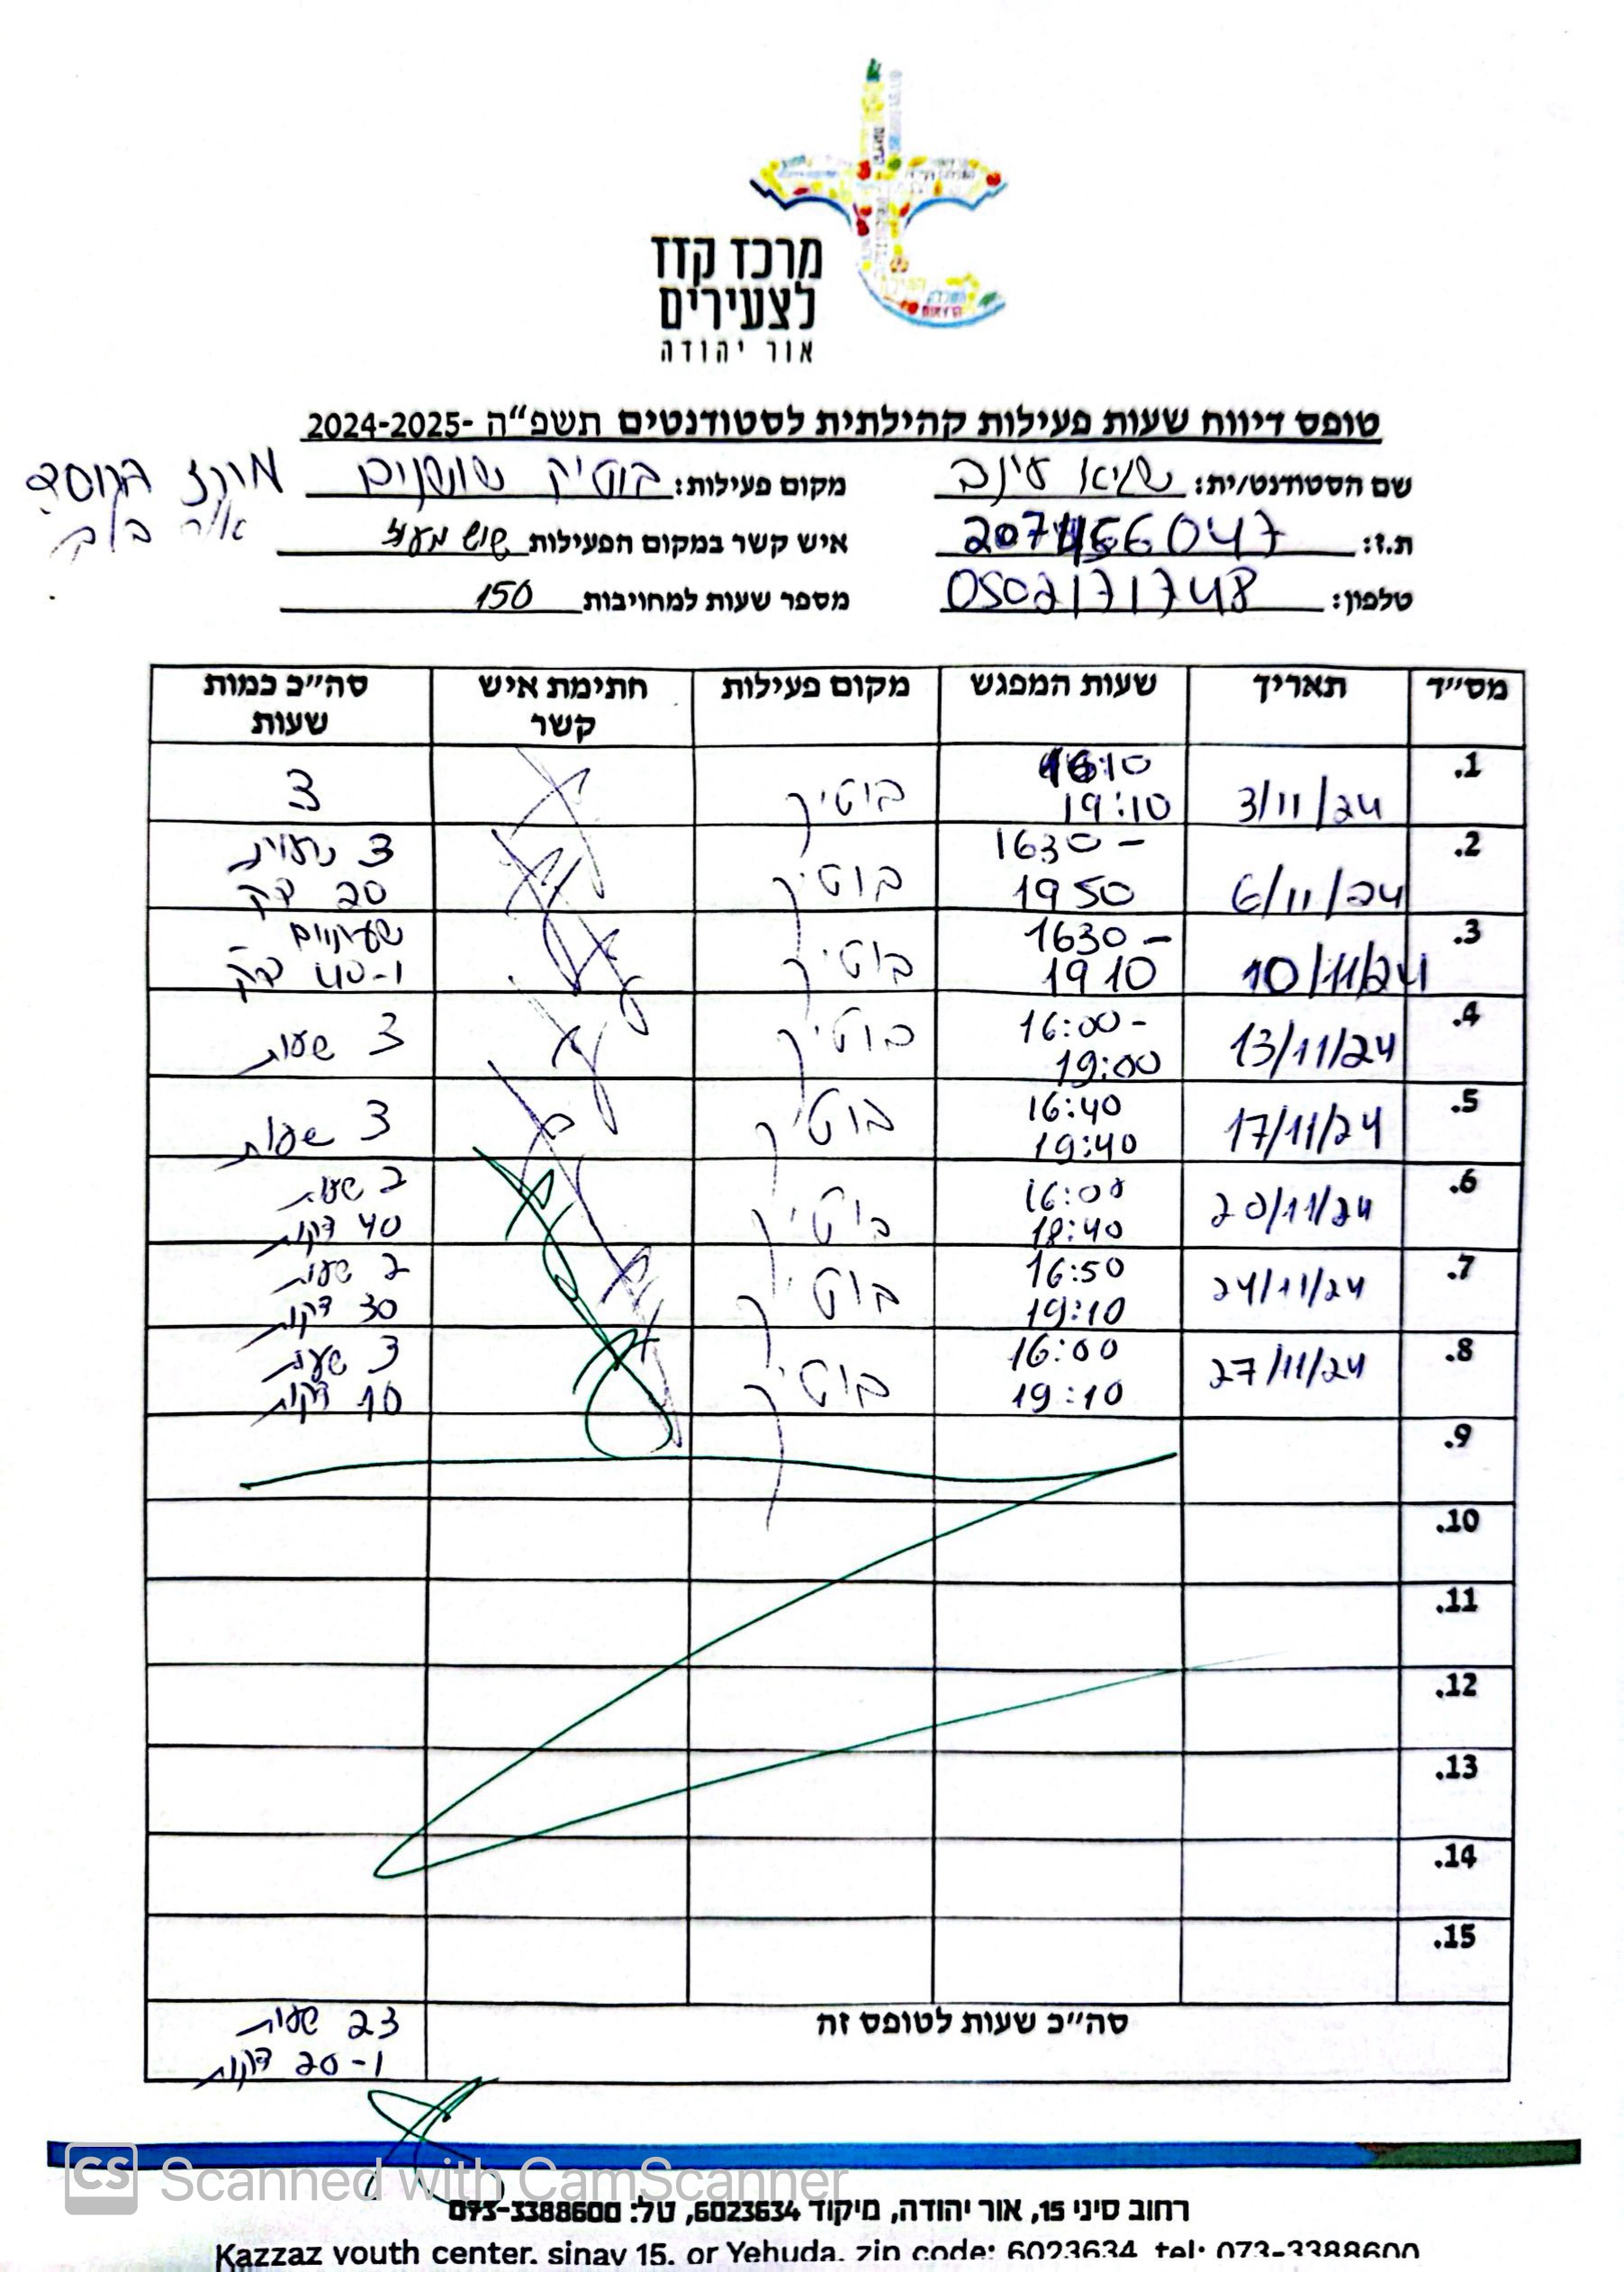 מרכז קזז
לצעירים
אור יהודה
טופס דיווח שעות פעילות קהילתית לסטודנטים תשפ״ה -2024-2025
שם הסטודנט/ית: עינב מקום פעילות: בוטיק שושנים מרכז
ת.ז: 207466047 איש קשר במקום הפעילות שוש
טלפון: 0502171748 מספר שעות למחויבות 150
מס״ד תאריך שעות המפגש מקום פעילות חתימת איש קשר סה״כ כמות שעות
.1 3/11/24 16:10 19:10 בוטיק 3
.2 6/11/24 1630 - 1950 בוטיק 3 שעות 20 דק
.3 10/11/24 1630 - 1910 בוטיק שעתיים ו-40 דק
.4 13/11/24 16:00 - 19:00 בוטיק 3 שעות
.5 17/11/24 16:40 19:40 בוטיק 3 שעות
.6 20/11/24 16:00 18:40 בוטיק 2 שעות 40 דקות
.7 24/11/24 16:50 19:10 בוטיק 2 שעות 30 דקות
.8 27/11/24 16:00 19:10 בוטיק 3 שעות 10 דקות
.9
.10
.11
.12
.13
.14
.15
סה״כ שעות לטופס זה 23 שעות ו-20 דקות
CS Scanned with CamScanner
רחוב סיני 15, אור יהודה, מיקוד 6023634, טל: 073-3388600
Kazzaz youth center, sinay 15, or Yehuda, zip code: 6023634, tel: 073-3388600